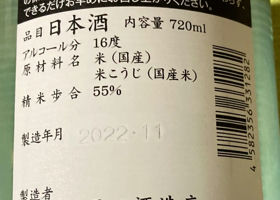 できるだけお早めにお召し上がりください。
品目 日本酒 内容量 720ml
アルコール分 16度
原材料名 米(国産)
米こうじ(国産米)
精米歩合 55%
製造年月 2022.11
製造者
酒造店
4582356331282